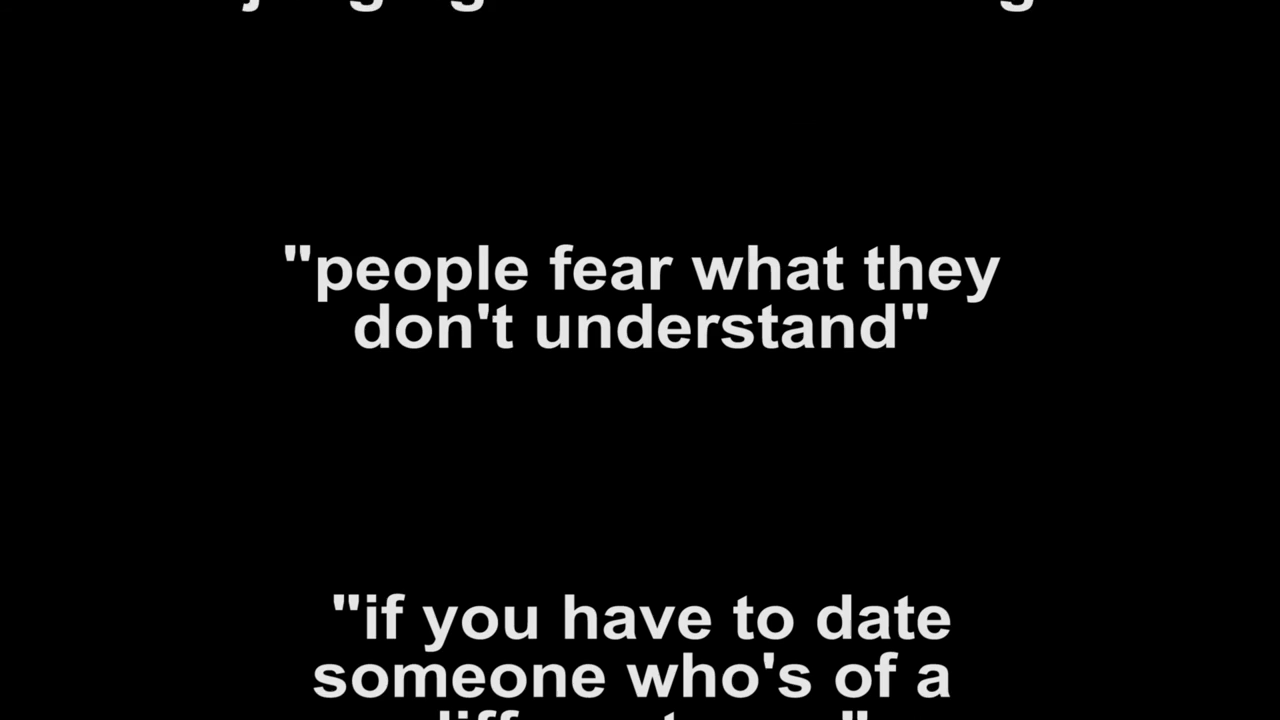 "people fear what they
don't understand"
"if you have to date
someone who's of a